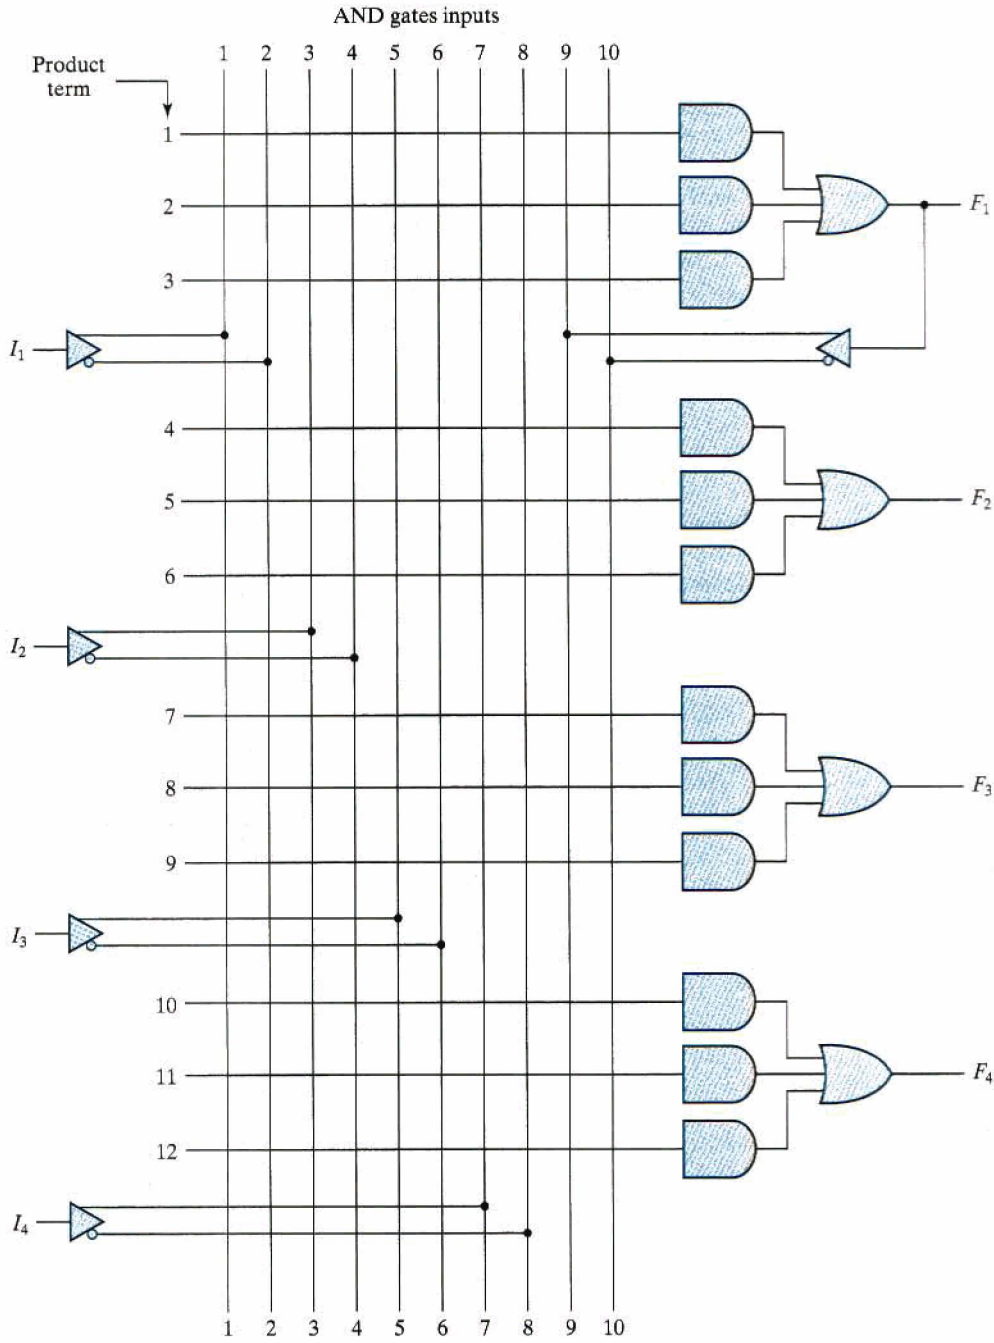 AND gates inputs
1 2 3 4 5 6 7 8 9 10
Product
term
1
2
F₁
3
I₁
4
5
F₂
6
I₂
7
8
F₃
9
I₃
10
11
F₄
12
I₄
1 2 3 4 5 6 7 8 9 10